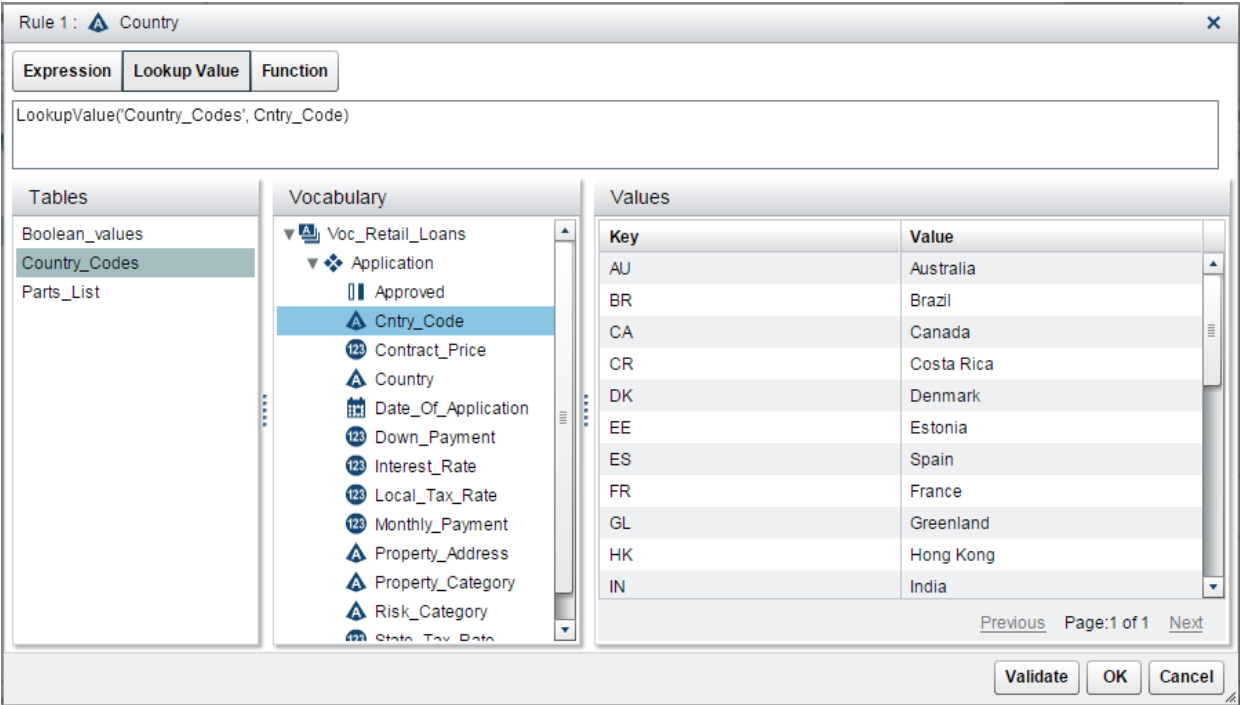 Rule 1 : Country
Expression Lookup Value Function
LookupValue('Country_Codes', Cntry_Code)
Tables
Boolean_values
Country_Codes
Parts_List
Vocabulary
Voc_Retail_Loans
Application
Approved
Cntry_Code
Contract_Price
Country
Date_Of_Application
Down_Payment
Interest_Rate
Local_Tax_Rate
Monthly_Payment
Property_Address
Property_Category
Risk_Category
State_Tax_Rate
Values
Key Value
AU Australia
BR Brazil
CA Canada
CR Costa Rica
DK Denmark
EE Estonia
ES Spain
FR France
GL Greenland
HK Hong Kong
IN India
Previous Page:1 of 1 Next
Validate OK Cancel